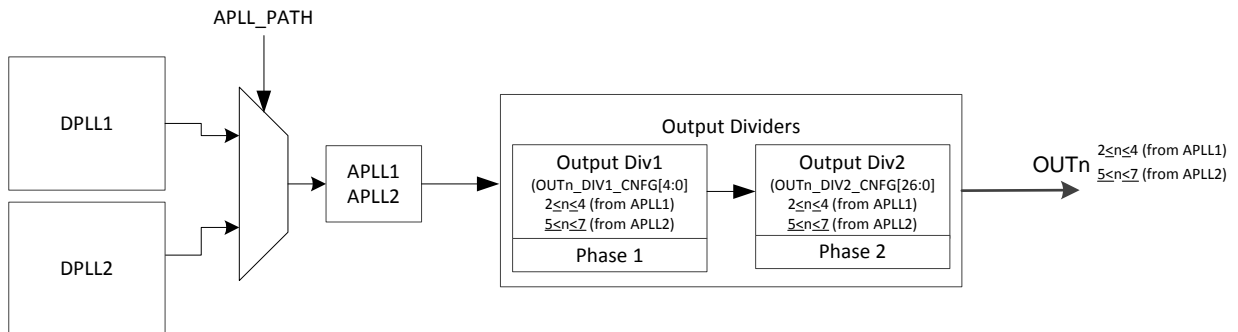 APLL_PATH
DPLL1
DPLL2
APLL1
APLL2
Output Dividers
Output Div1
(OUTn_DIV1_CNFG[4:0]
2<n<4 (from APLL1)
5<n<7 (from APLL2)
Phase 1
Output Div2
(OUTn_DIV2_CNFG[26:0]
2<n<4 (from APLL1)
5<n<7 (from APLL2)
Phase 2
OUTn
2<n<4 (from APLL1)
5<n<7 (from APLL2)